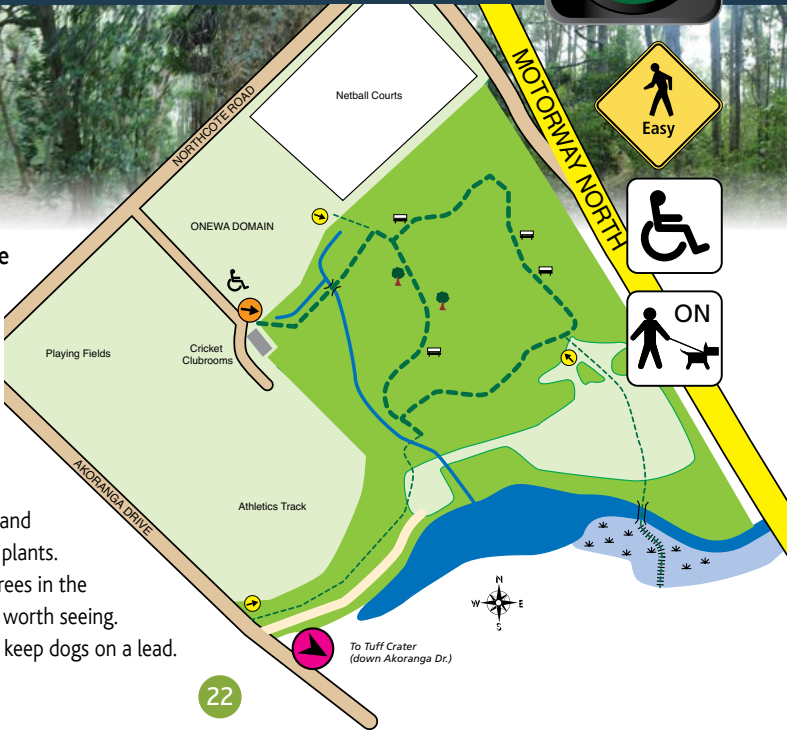 Netball Courts
NORTHCOTE ROAD
MOTORWAY NORTH
Easy
ONEWA DOMAIN
e
ON
Playing Fields
Cricket
Clubrooms
AKORANGA DRIVE
Athletics Track
and
plants.
rees in the
worth seeing.
keep dogs on a lead.
N
W
E
S
To Tuff Crater
(down Akoranga Dr.)
22